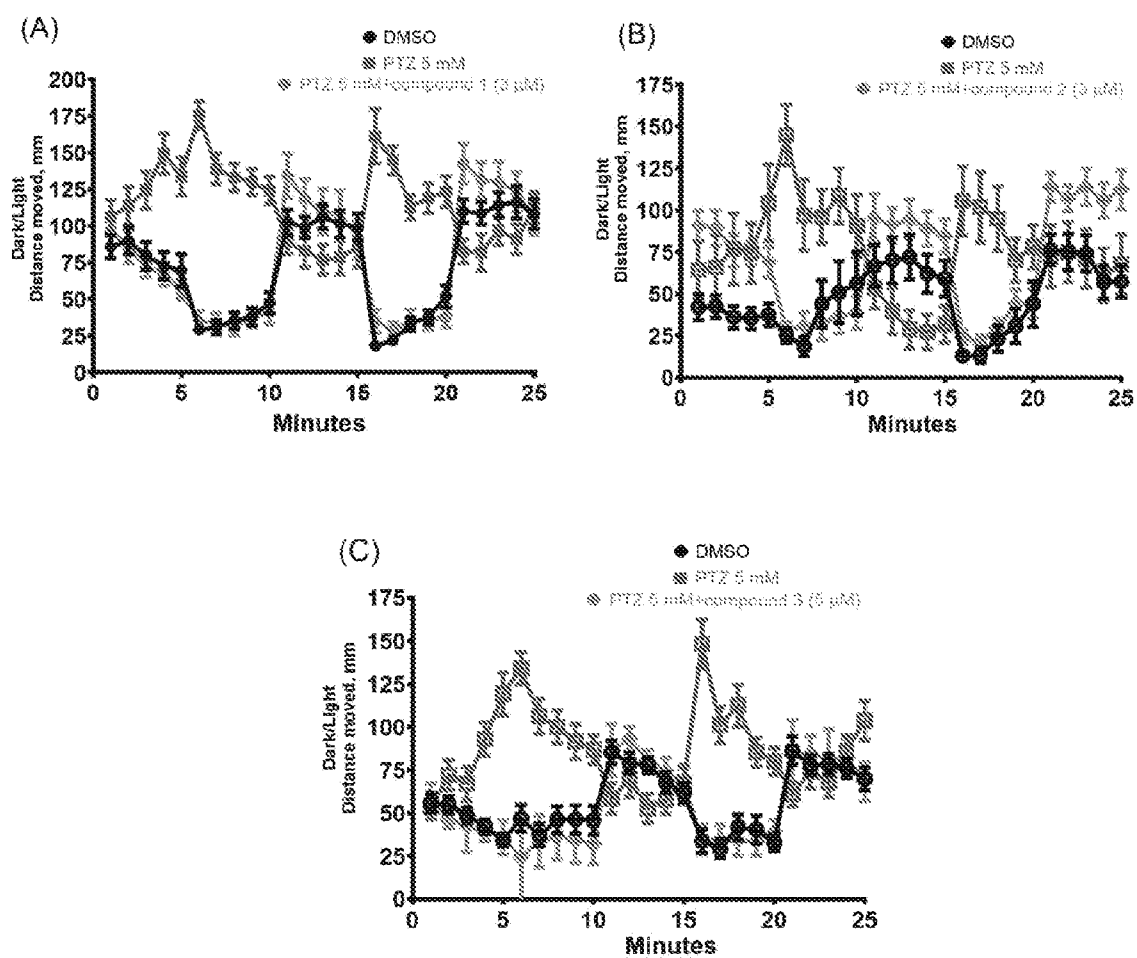 (A)
DMSO
PTZ 5 mM
PTZ 5 mM+compound 1 (3 µM)
Dark/Light
Distance moved, mm
200
175
150
125
100
75
50
25
0
0 5 10 15 20 25
Minutes
(B)
DMSO
PTZ 5 mM
PTZ 5 mM+compound 2 (3 µM)
Dark/Light
Distance moved, mm
175
150
125
100
75
50
25
0
0 5 10 15 20 25
Minutes
(C)
DMSO
PTZ 5 mM
PTZ 5 mM+compound 3 (5 µM)
Dark/Light
Distance moved, mm
175
150
125
100
75
50
25
0
0 5 10 15 20 25
Minutes